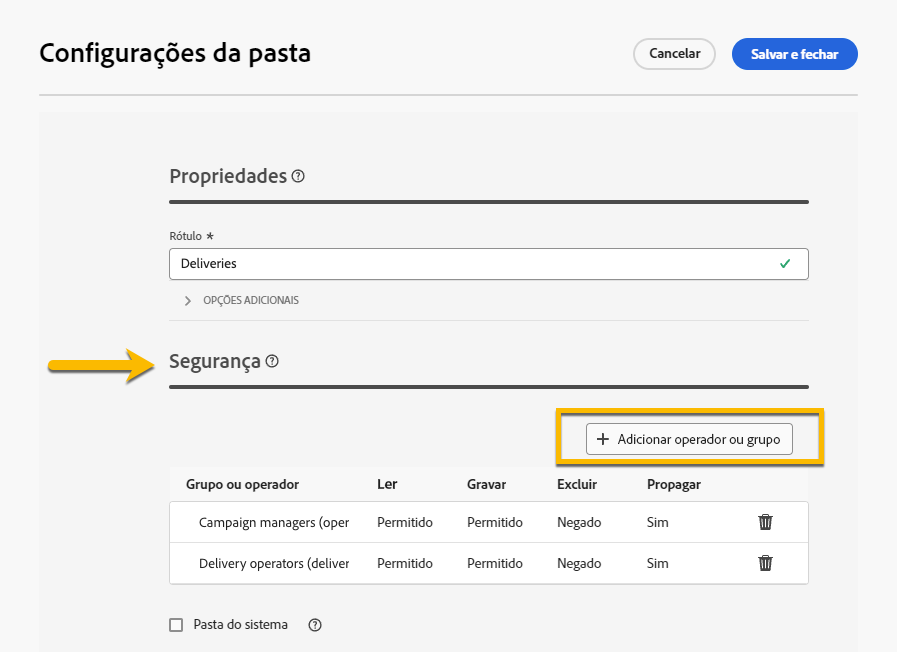 Configurações da pasta
Cancelar
Salvar e fechar
Propriedades
Rótulo *
Deliveries
OPÇÕES ADICIONAIS
Segurança
Adicionar operador ou grupo
Grupo ou operador Ler Gravar Excluir Propagar
Campaign managers (oper Permitido Permitido Negado Sim
Delivery operators (deliver Permitido Permitido Negado Sim
Pasta do sistema